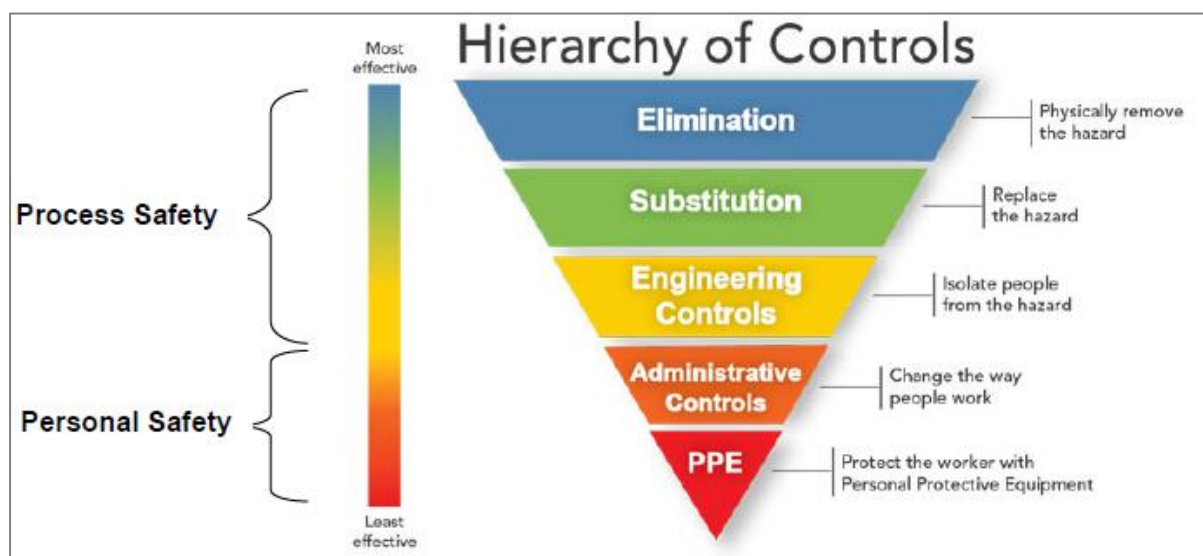 Hierarchy of Controls
Most
effective
Process Safety
Personal Safety
Least
effective
Elimination
Physically remove
the hazard
Substitution
Replace
the hazard
Engineering
Controls
Isolate people
from the hazard
Administrative
Controls
Change the way
people work
PPE
Protect the worker with
Personal Protective Equipment